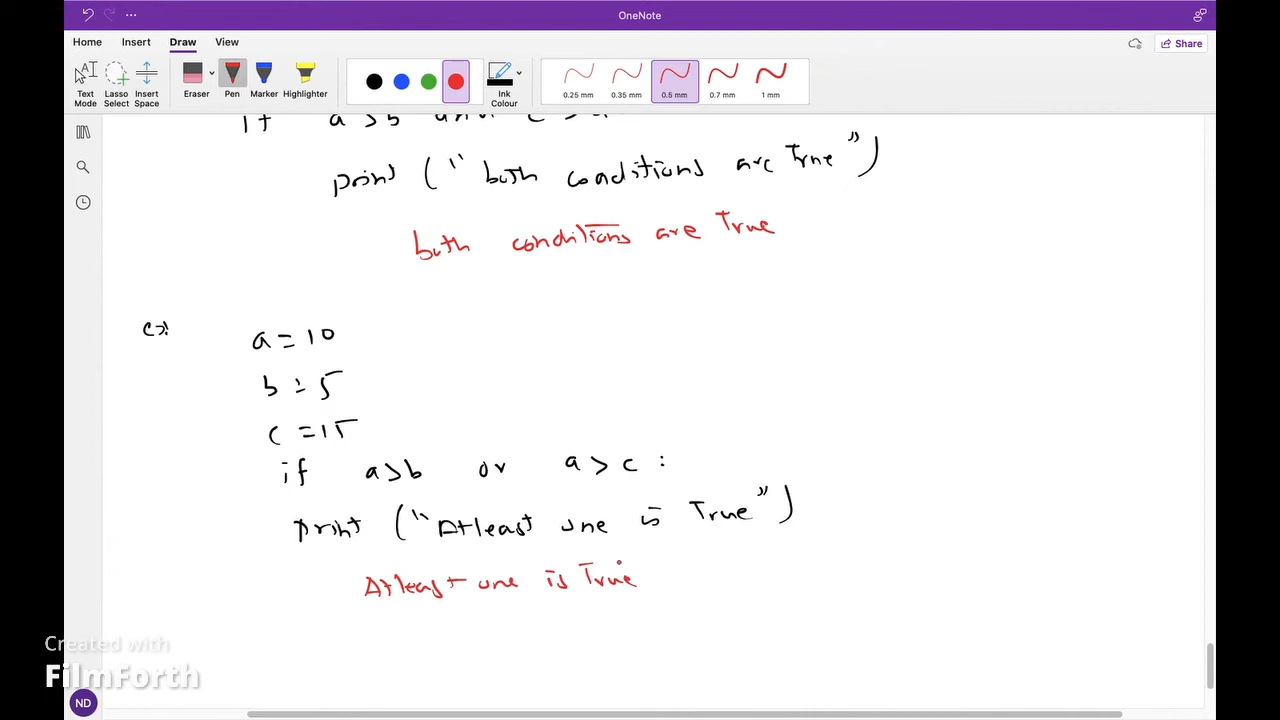 OneNote
Home Insert Draw View
Share
Text Mode
Lasso Select
Insert Space
Eraser
Pen
Marker
Highlighter
Ink Colour
0.25 mm
0.35 mm
0.5 mm
0.7 mm
1 mm
if a > b and c >
print ("both conditions are True")
both conditions are True
ex:
a = 10
b = 5
c = 15
if a > b or a > c :
print ("Atleast one is True")
Atleast one is True
Created with
FilmForth
ND